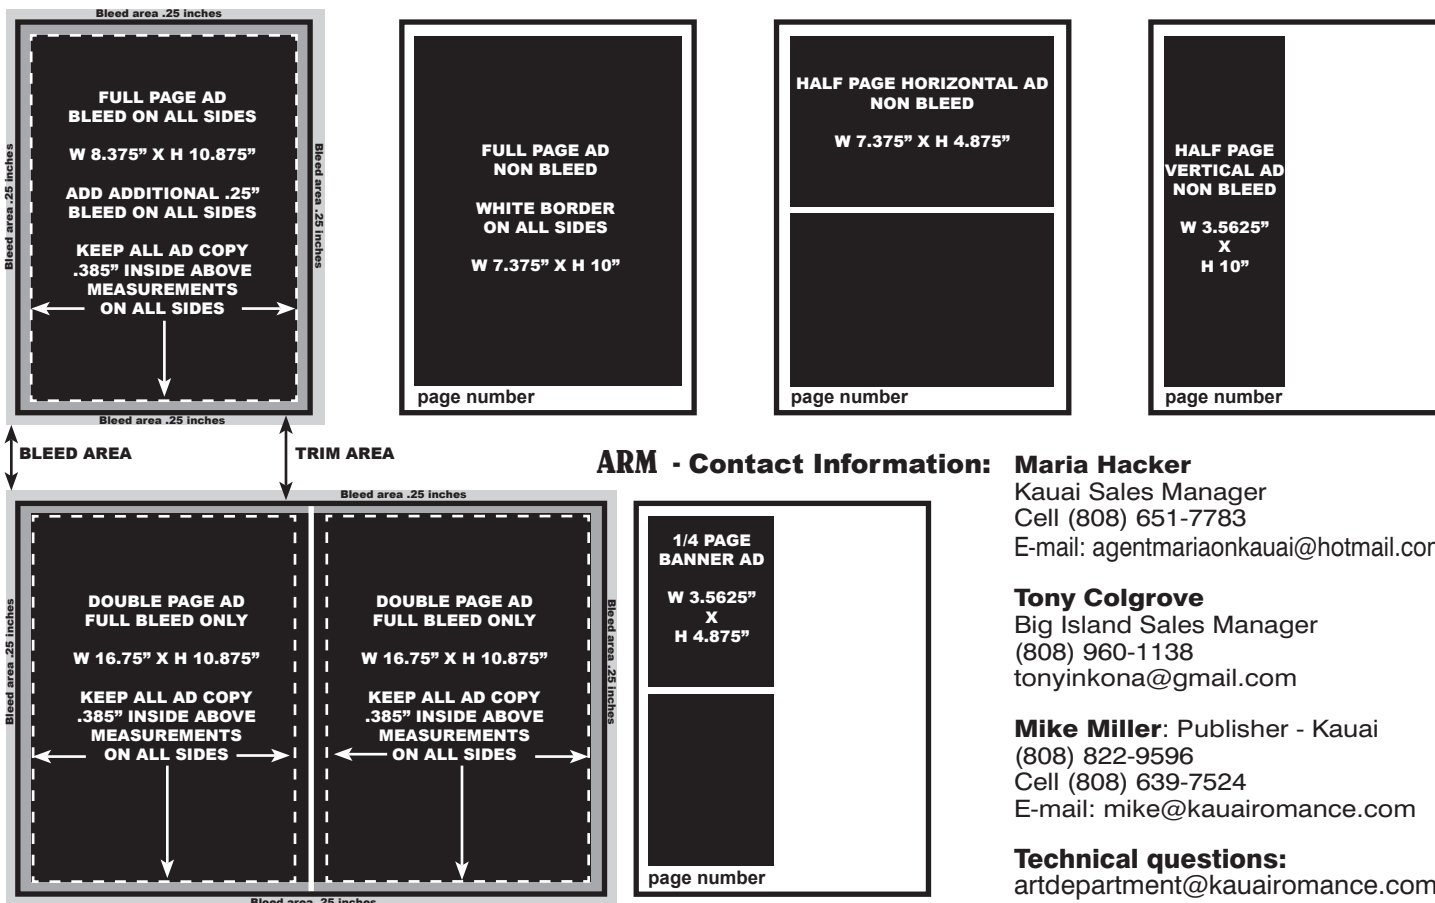 Bleed area .25 inches
Bleed area .25 inches
FULL PAGE AD
BLEED ON ALL SIDES
W 8.375” X H 10.875”
ADD ADDITIONAL .25”
BLEED ON ALL SIDES
KEEP ALL AD COPY
.385” INSIDE ABOVE
MEASUREMENTS
ON ALL SIDES
Bleed area .25 inches
Bleed area .25 inches
FULL PAGE AD
NON BLEED
WHITE BORDER
ON ALL SIDES
W 7.375” X H 10”
page number
HALF PAGE HORIZONTAL AD
NON BLEED
W 7.375” X H 4.875”
page number
HALF PAGE
VERTICAL AD
NON BLEED
W 3.5625”
X
H 10”
page number
BLEED AREA
TRIM AREA
Bleed area .25 inches
Bleed area .25 inches
DOUBLE PAGE AD
FULL BLEED ONLY
W 16.75” X H 10.875”
KEEP ALL AD COPY
.385” INSIDE ABOVE
MEASUREMENTS
ON ALL SIDES
DOUBLE PAGE AD
FULL BLEED ONLY
W 16.75” X H 10.875”
KEEP ALL AD COPY
.385” INSIDE ABOVE
MEASUREMENTS
ON ALL SIDES
Bleed area .25 inches
Bleed area .25 inches
1/4 PAGE
BANNER AD
W 3.5625”
X
H 4.875”
page number
ARM - Contact Information:
Maria Hacker
Kauai Sales Manager
Cell (808) 651-7783
E-mail: agentmariaonkauai@hotmail.com
Tony Colgrove
Big Island Sales Manager
(808) 960-1138
tonyinkona@gmail.com
Mike Miller: Publisher - Kauai
(808) 822-9596
Cell (808) 639-7524
E-mail: mike@kauairomance.com
Technical questions:
artdepartment@kauairomance.com